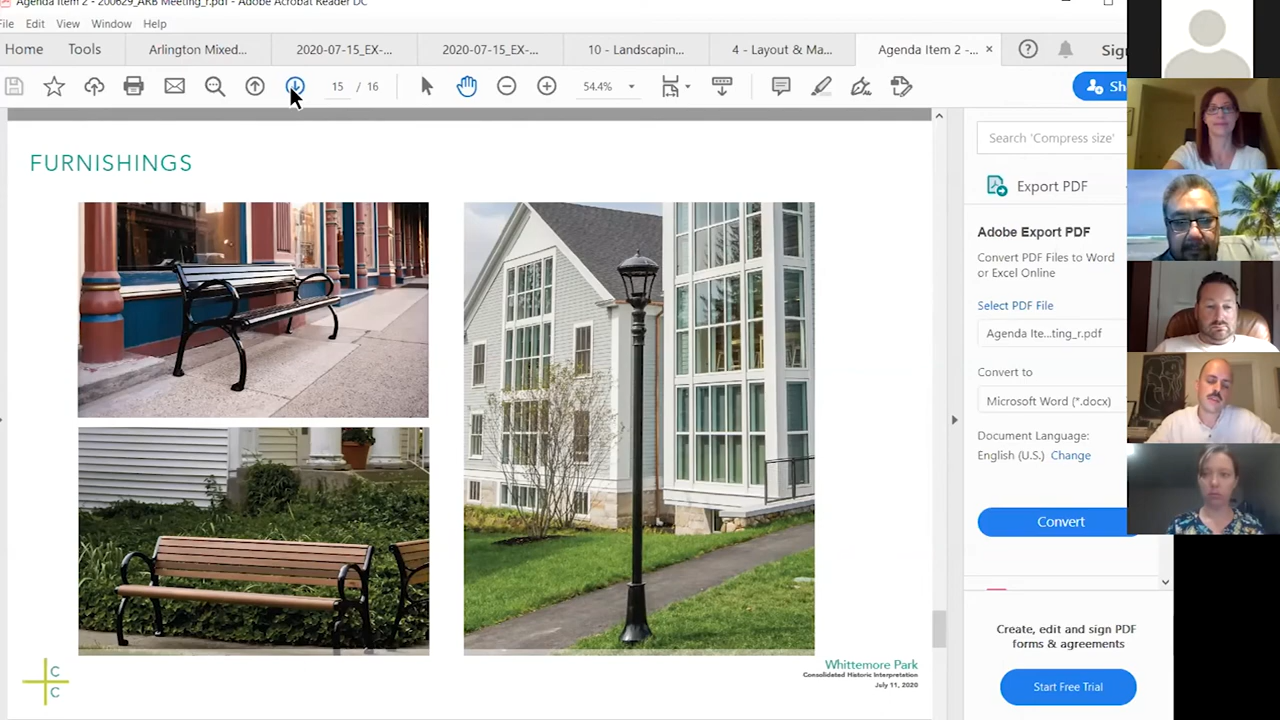 Agenda Item 2 - 200629_ARB Meeting_r.pdf - Adobe Acrobat Reader DC
File Edit View Window Help
Home Tools Arlington Mixed... 2020-07-15_EX-... 2020-07-15_EX-... 10 - Landscapin... 4 - Layout & Ma... Agenda Item 2 -... ×
15 / 16 54.4%
FURNISHINGS
Search 'Compress size'
Export PDF
Adobe Export PDF
Convert PDF Files to Word
or Excel Online
Select PDF File
Agenda Ite...ting_r.pdf
Convert to
Microsoft Word (*.docx)
Document Language:
English (U.S.) Change
Convert
Create, edit and sign PDF
forms & agreements
Start Free Trial
C
C
Whittemore Park
Consolidated Historic Interpretation
July 11, 2020